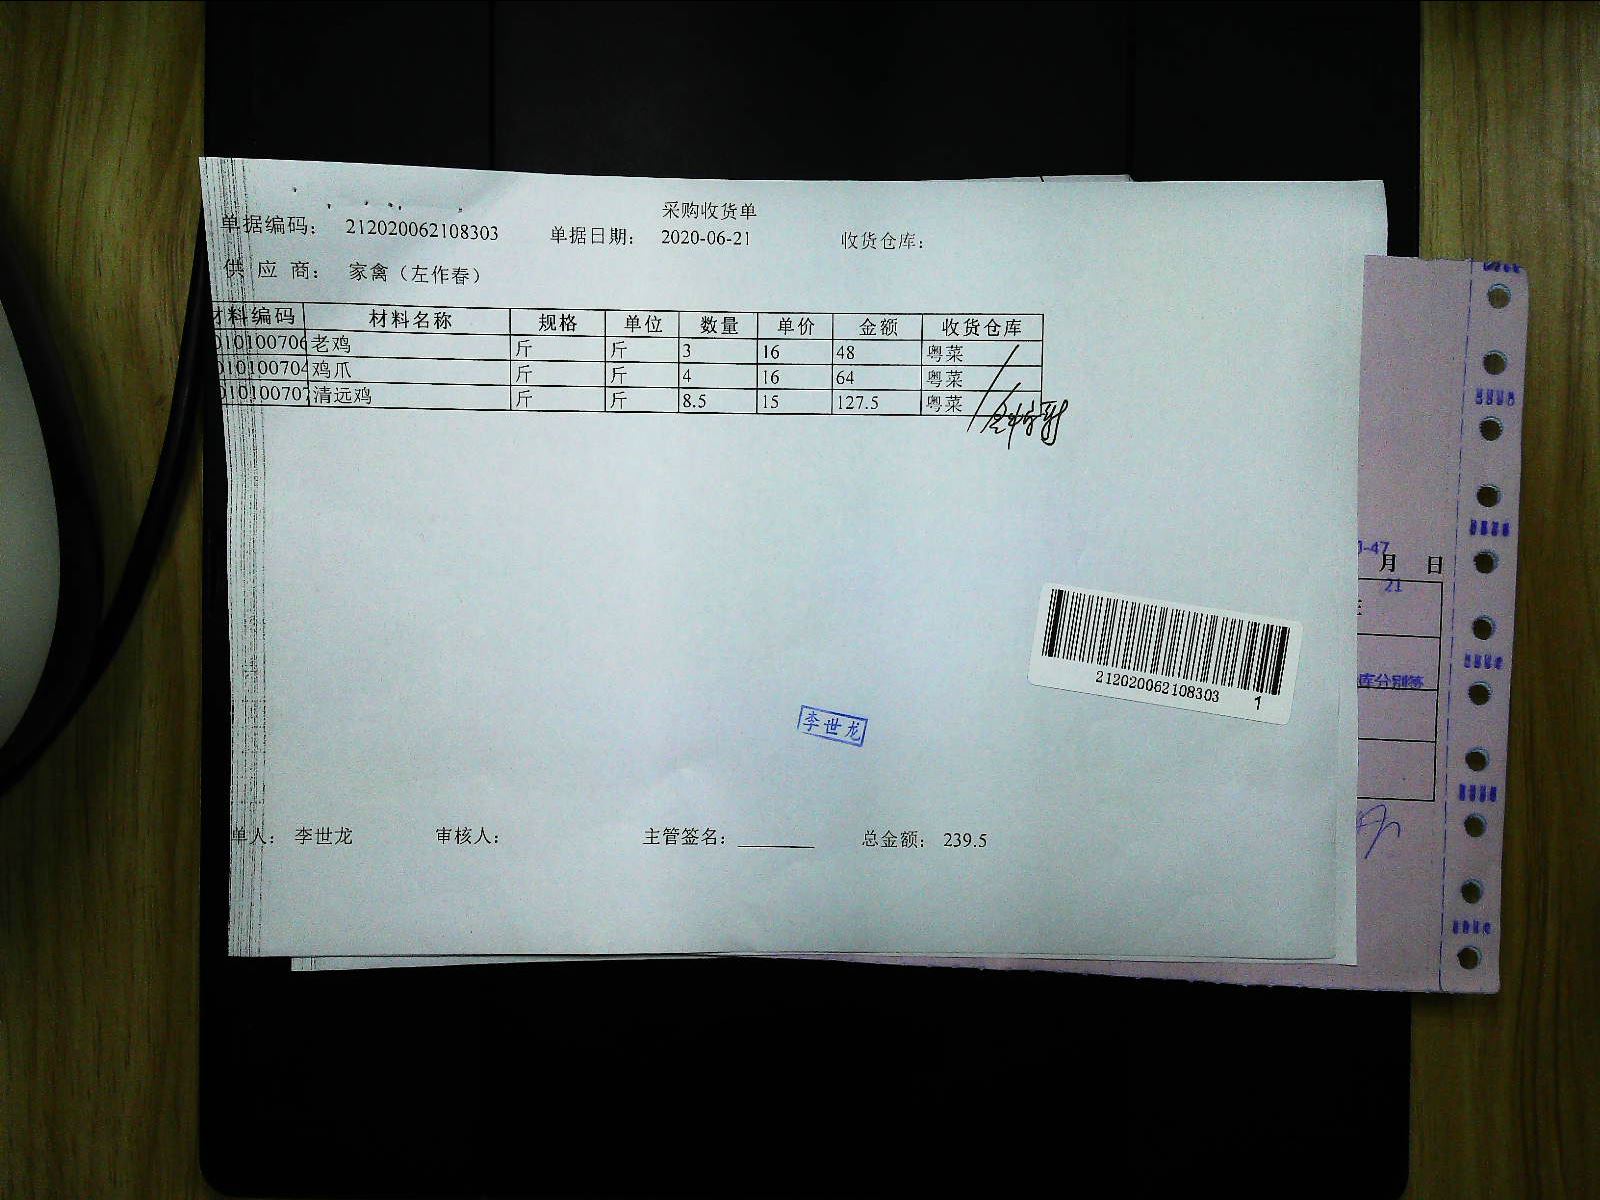 采购收货单
单据编码： 212020062108303 单据日期： 2020-06-21 收货仓库：
供 应 商： 家禽（左作春）
材料编码 材料名称 规格 单位 数量 单价 金额 收货仓库
010100706 老鸡 斤 斤 3 16 48 粤菜
010100704 鸡爪 斤 斤 4 16 64 粤菜
010100707 清远鸡 斤 斤 8.5 15 127.5 粤菜
-47
月 日
21
库分别签
212020062108303 1
李世龙
单人： 李世龙 审核人： 主管签名： 总金额： 239.5